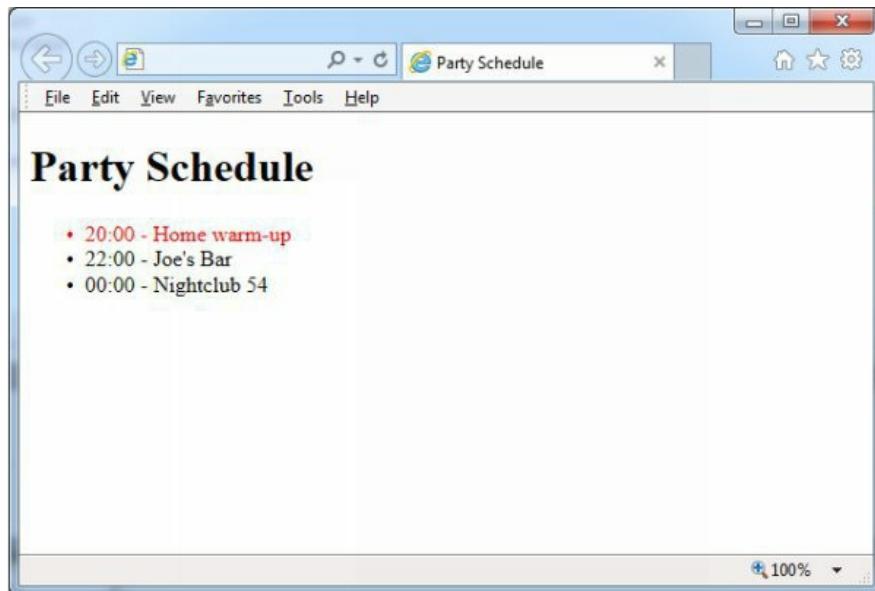 Party Schedule
File Edit View Favorites Tools Help
Party Schedule
• 20:00 - Home warm-up
• 22:00 - Joe's Bar
• 00:00 - Nightclub 54
100%